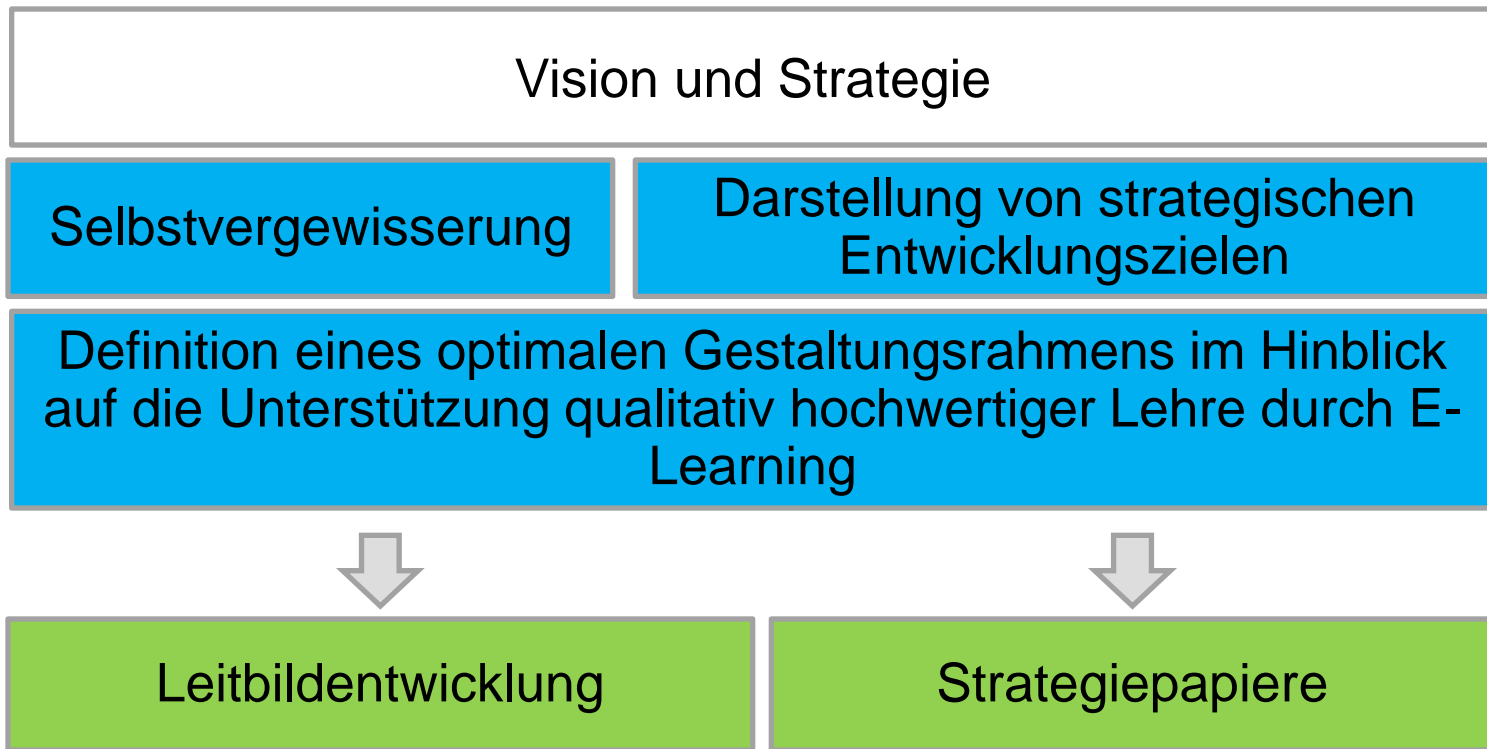 Vision und Strategie
Selbstvergewisserung
Darstellung von strategischen
Entwicklungszielen
Definition eines optimalen Gestaltungsrahmens im Hinblick
auf die Unterstützung qualitativ hochwertiger Lehre durch E-
Learning
Leitbildentwicklung
Strategiepapiere